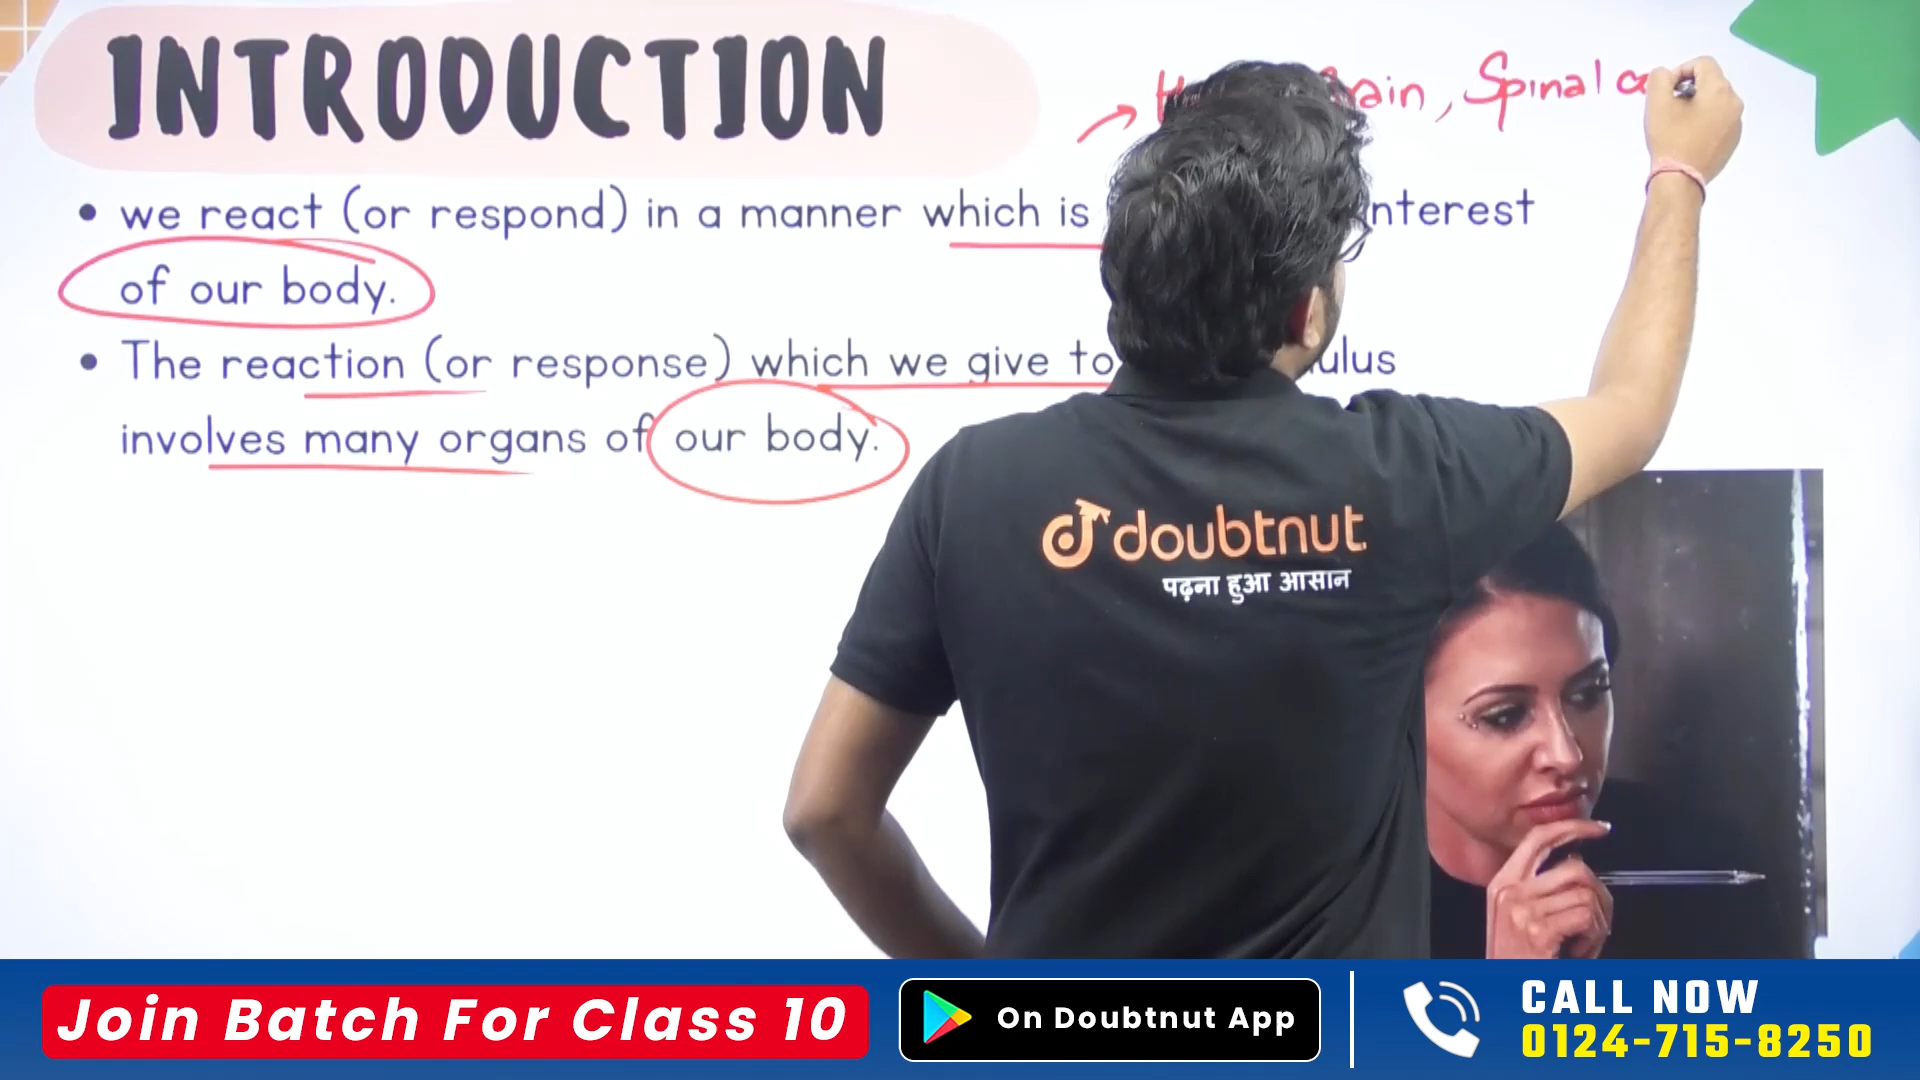 INTRODUCTION
ain, Spinal co
• we react (or respond) in a manner which is nterest
of our body.
• The reaction (or response) which we give to ulus
involves many organs of our body.
doubtnut
पढ़ना हुआ आसान
Join Batch For Class 10
On Doubtnut App
CALL NOW
0124-715-8250